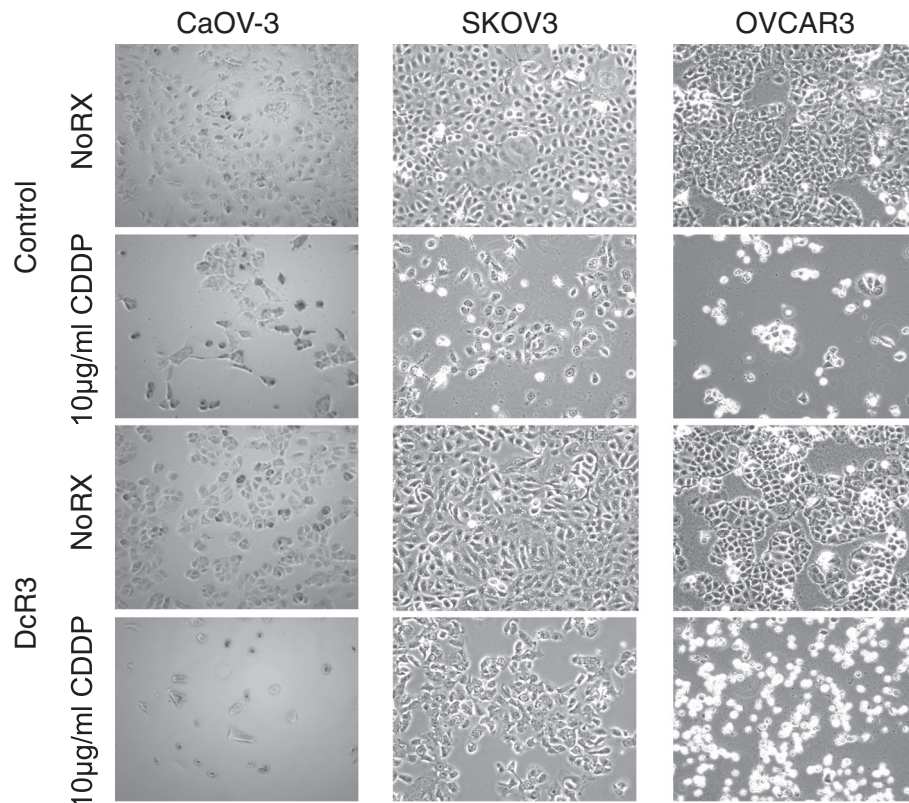 CaOV-3 SKOV3 OVCAR3
Control
NoRX
10µg/ml CDDP
DcR3
NoRX
10µg/ml CDDP